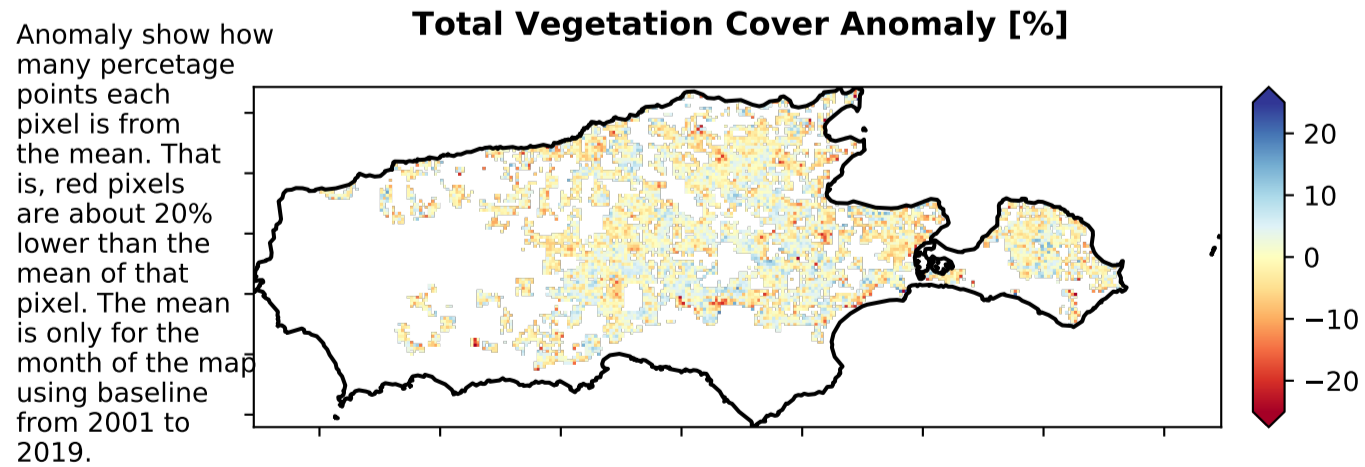 Total Vegetation Cover Anomaly [%]
Anomaly show how
many percetage
points each
pixel is from
the mean. That
is, red pixels
are about 20%
lower than the
mean of that
pixel. The mean
is only for the
month of the map
using baseline
from 2001 to
2019.
20
10
0
−10
−20